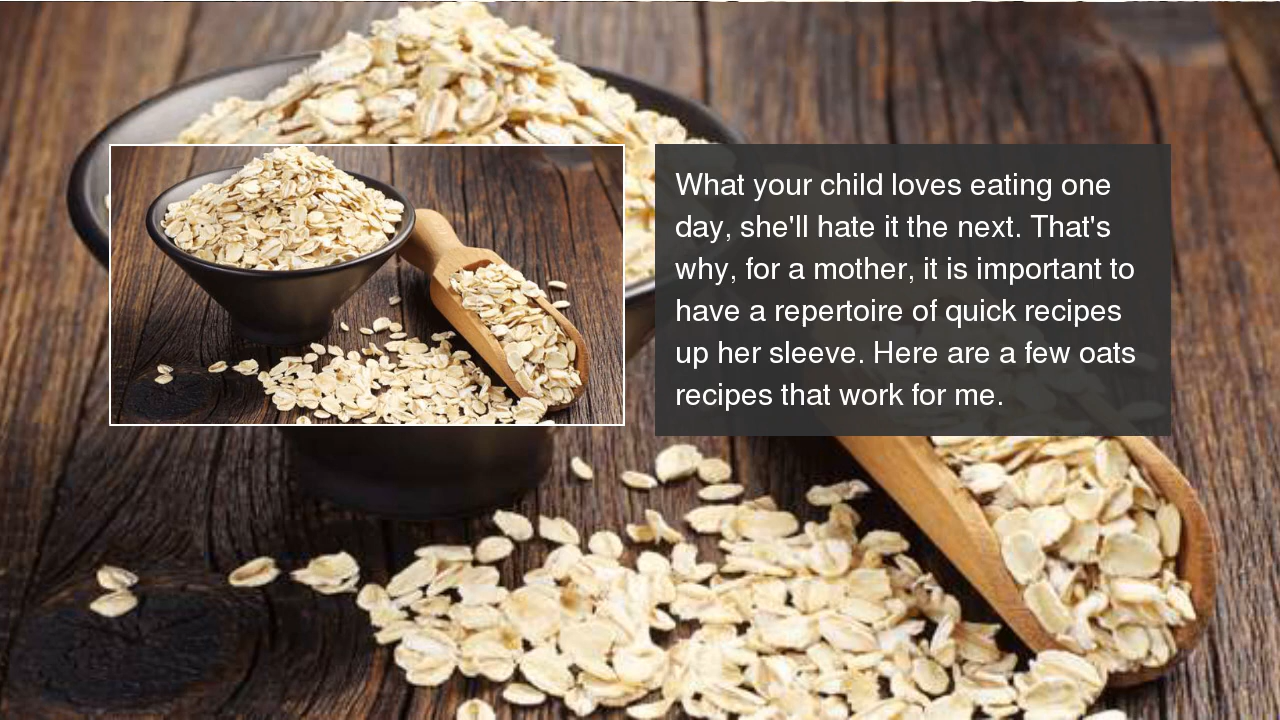 What your child loves eating one
day, she'll hate it the next. That's
why, for a mother, it is important to
have a repertoire of quick recipes
up her sleeve. Here are a few oats
recipes that work for me.